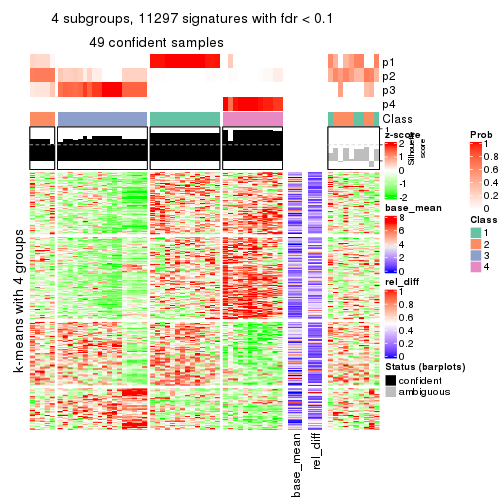 4 subgroups, 11297 signatures with fdr < 0.1
49 confident samples
p1
p2
p3
p4
Class
1
0
Silhouette
score
k-means with 4 groups
base_mean
rel_diff
z-score
2
1
0
-1
-2
base_mean
8
6
4
2
0
rel_diff
1
0.8
0.6
0.4
0.2
0
Status (barplots)
confident
ambiguous
Prob
1
0.8
0.6
0.4
0.2
0
Class
1
2
3
4